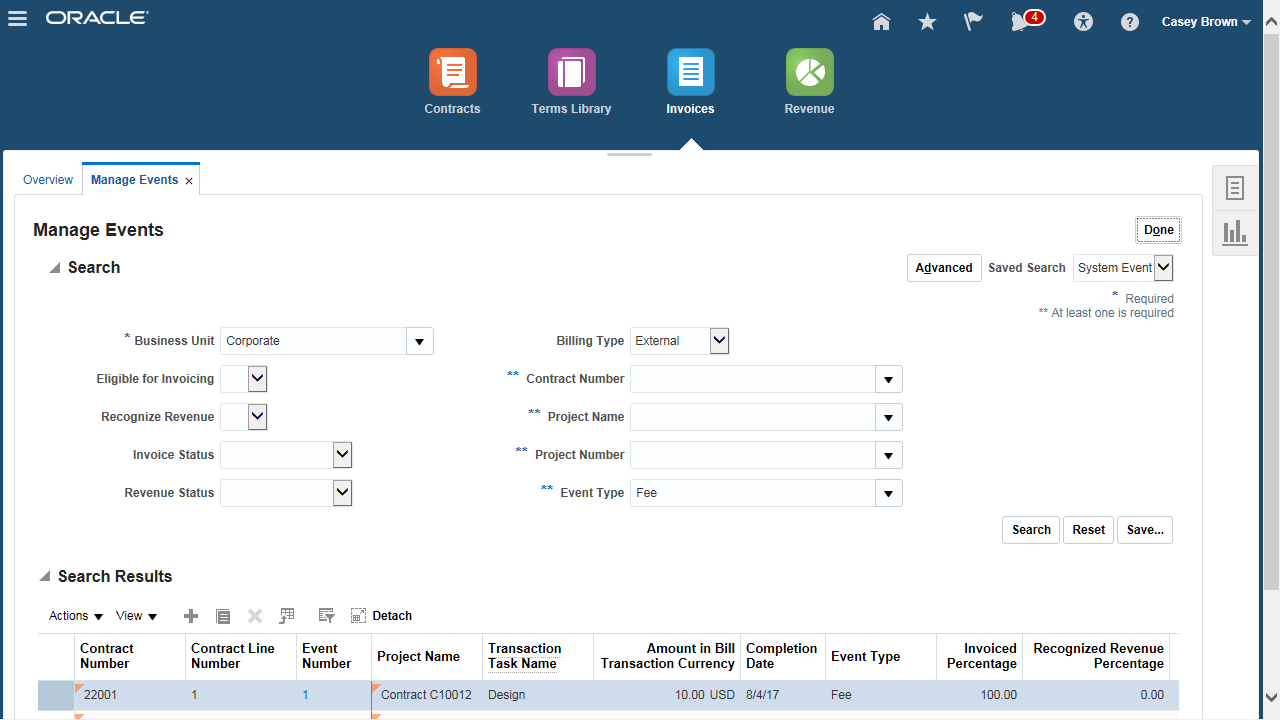 ORACLE
4
Casey Brown
Contracts
Terms Library
Invoices
Revenue
Overview
Manage Events
Manage Events
Done
Search
Advanced
Saved Search
System Event
* Required
** At least one is required
* Business Unit
Corporate
Billing Type
External
Eligible for Invoicing
** Contract Number
Recognize Revenue
** Project Name
Invoice Status
** Project Number
Revenue Status
** Event Type
Fee
Search
Reset
Save...
Search Results
Actions
View
Detach
Contract Number
Contract Line Number
Event Number
Project Name
Transaction Task Name
Amount in Bill Transaction Currency
Completion Date
Event Type
Invoiced Percentage
Recognized Revenue Percentage
22001
1
1
Contract C10012
Design
10.00 USD
8/4/17
Fee
100.00
0.00